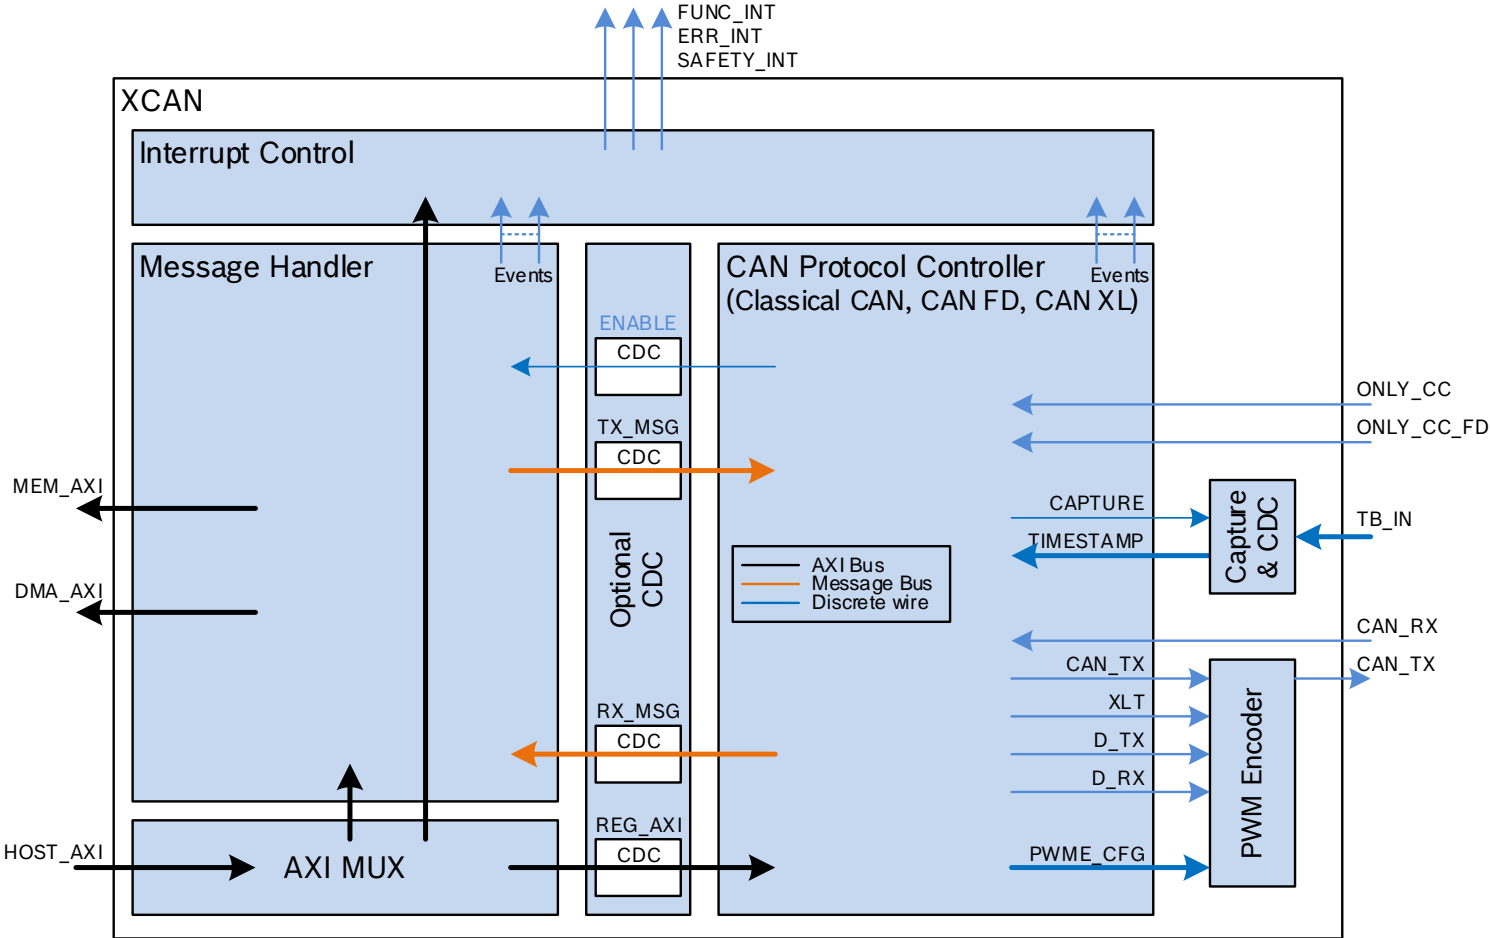 FUNC_INT
ERR_INT
SAFETY_INT
XCAN
Interrupt Control
Message Handler
Events
CAN Protocol Controller
(Classical CAN, CAN FD, CAN XL)
Events
ENABLE
CDC
TX_MSG
CDC
Optional
CDC
RX_MSG
CDC
REG_AXI
CDC
MEM_AXI
DMA_AXI
HOST_AXI
AXI MUX
AXI Bus
Message Bus
Discrete wire
ONLY_CC
ONLY_CC_FD
CAPTURE
TIMESTAMP
Capture
& CDC
TB_IN
CAN_RX
CAN_TX
CAN_TX
XLT
D_TX
D_RX
PWME_CFG
PWM Encoder